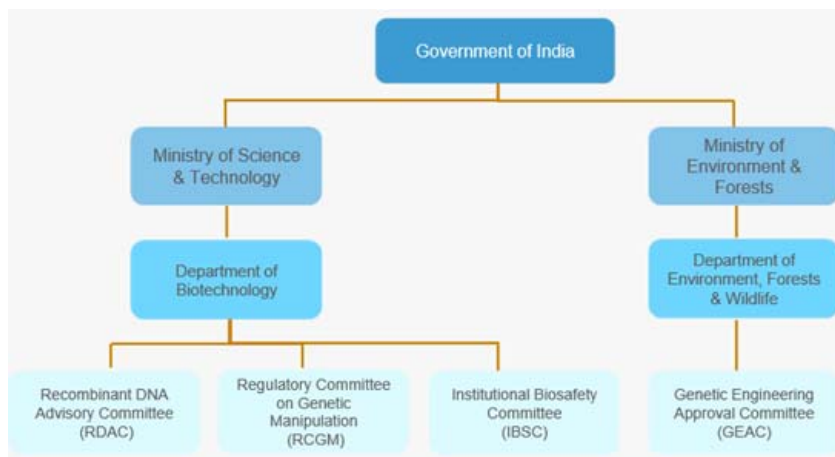 Government of India
Ministry of Science
& Technology
Ministry of
Environment &
Forests
Department of
Biotechnology
Department of
Environment, Forests
& Wildlife
Recombinant DNA
Advisory Committee
(RDAC)
Regulatory Committee
on Genetic
Manipulation
(RCGM)
Institutional Biosafety
Committee
(IBSC)
Genetic Engineering
Approval Committee
(GEAC)